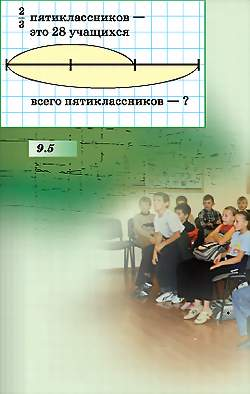 2/3 пятиклассников —
это 28 учащихся
всего пятиклассников — ?
9.5